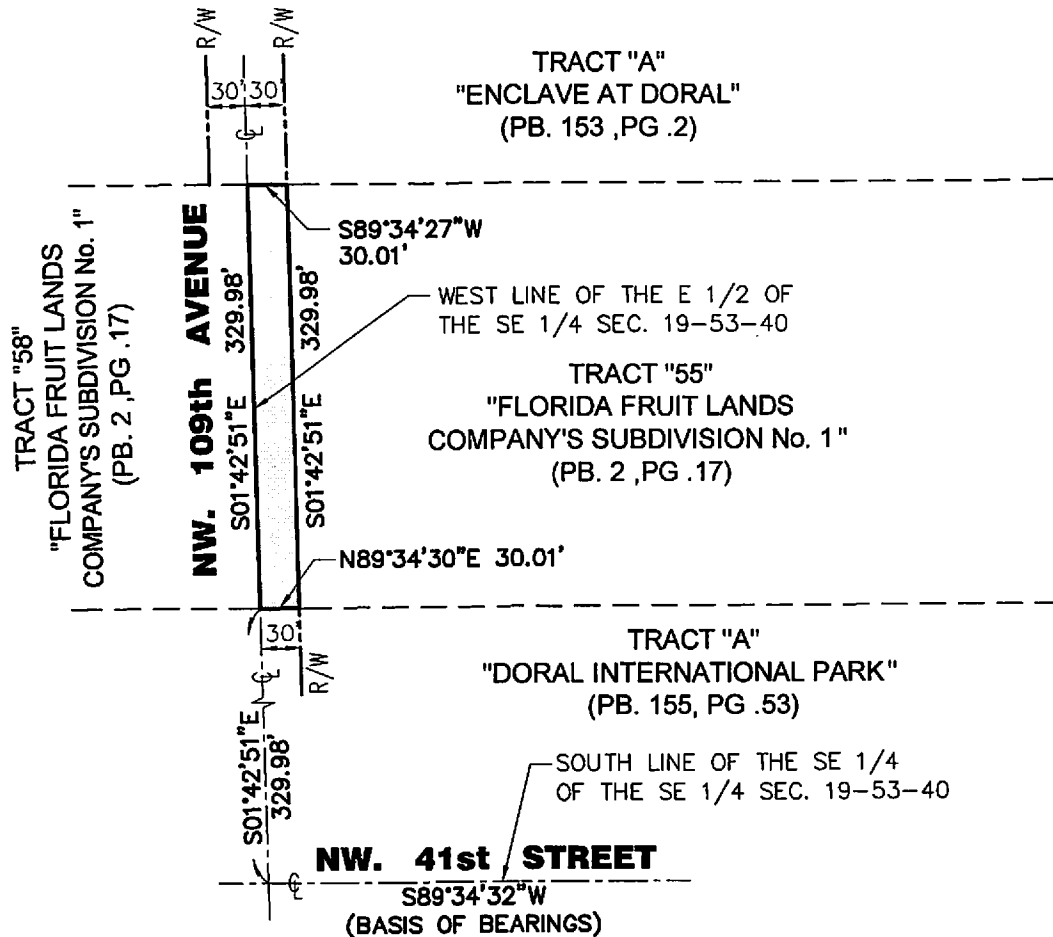 R/W
R/W
30' 30'
℄
TRACT "A"
"ENCLAVE AT DORAL"
(PB. 153 ,PG .2)
TRACT "58"
"FLORIDA FRUIT LANDS
COMPANY'S SUBDIVISION No. 1"
(PB. 2 ,PG .17)
NW. 109th AVENUE
S01°42'51"E 329.98'
S01°42'51"E 329.98'
S89°34'27"W
30.01'
WEST LINE OF THE E 1/2 OF
THE SE 1/4 SEC. 19-53-40
TRACT "55"
"FLORIDA FRUIT LANDS
COMPANY'S SUBDIVISION No. 1"
(PB. 2 ,PG .17)
N89°34'30"E 30.01'
30'
R/W
℄
TRACT "A"
"DORAL INTERNATIONAL PARK"
(PB. 155, PG .53)
S01°42'51"E
329.98'
SOUTH LINE OF THE SE 1/4
OF THE SE 1/4 SEC. 19-53-40
NW. 41st STREET
℄
S89°34'32"W
(BASIS OF BEARINGS)